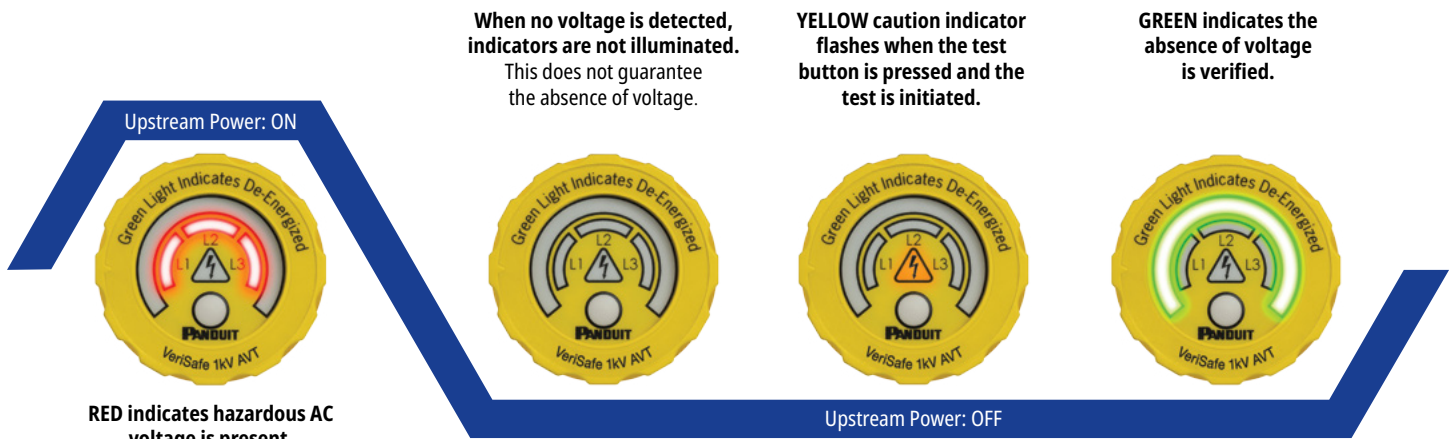 When no voltage is detected,
indicators are not illuminated.
This does not guarantee
the absence of voltage.
YELLOW caution indicator
flashes when the test
button is pressed and the
test is initiated.
GREEN indicates the
absence of voltage
is verified.
Upstream Power: ON
Green Light Indicates De-Energized
L2
L1 L3
PANDUIT
VeriSafe 1kV AVT
Green Light Indicates De-Energized
L2
L1 L3
PANDUIT
VeriSafe 1kV AVT
Green Light Indicates De-Energized
L2
L1 L3
PANDUIT
VeriSafe 1kV AVT
Green Light Indicates De-Energized
L2
L1 L3
PANDUIT
VeriSafe 1kV AVT
RED indicates hazardous AC
voltage is present
Upstream Power: OFF